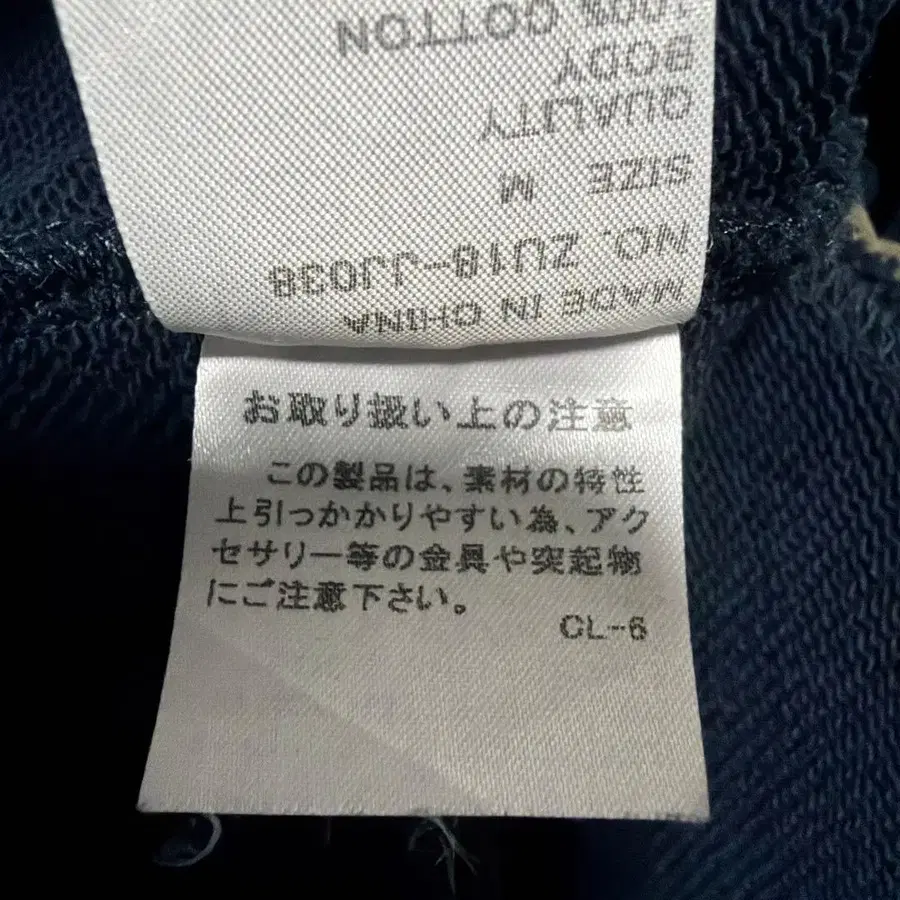 100% COTTON
BODY
QUALITY
SIZE M
NO. ZU18-JJ038
MADE IN CHINA
お取り扱い上の注意
この製品は、素材の特性
上引っかかりやすい為、アク
セサリー等の金具や突起物
にご注意下さい。
CL-6